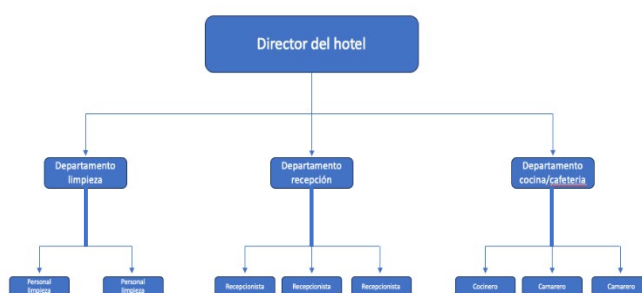 Director del hotel
Departamento
limpieza
Departamento
recepción
Departamento
cocina/cafeteria
Personal
limpieza
Personal
limpieza
Recepcionista
Recepcionista
Recepcionista
Cocinero
Camarero
Camarero